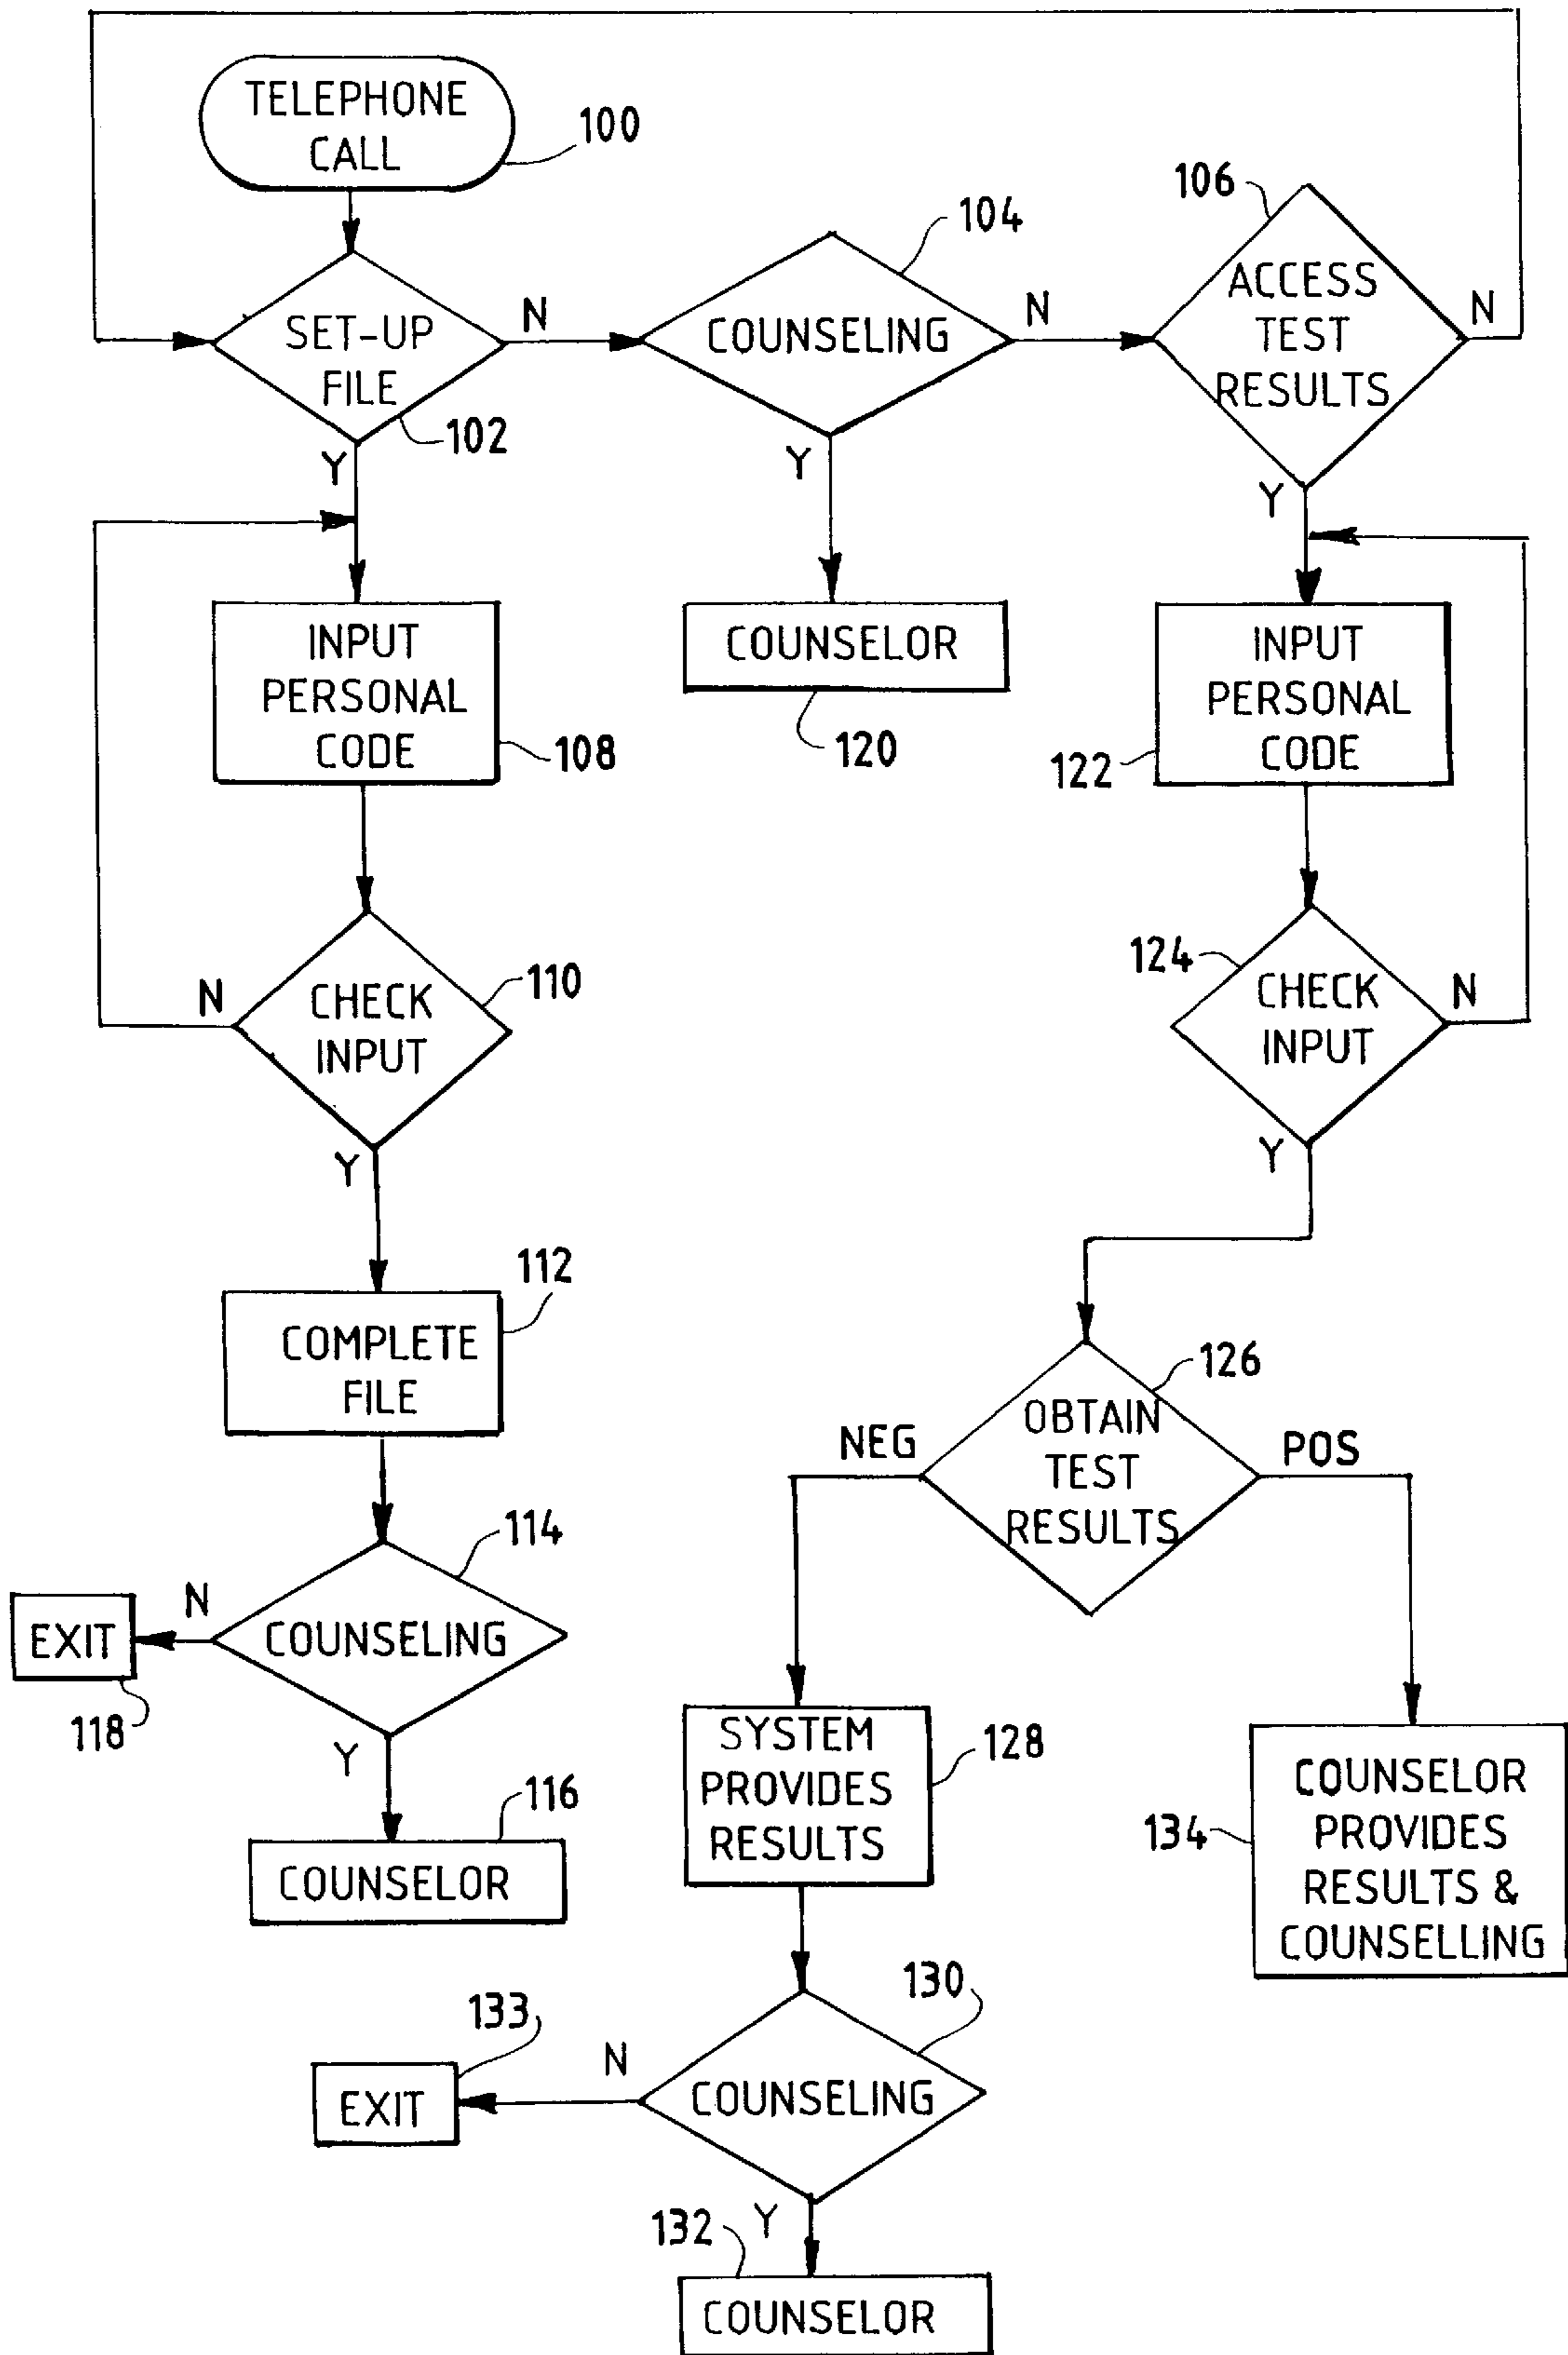 TELEPHONE
CALL
100
SET-UP
FILE
102
N
Y
COUNSELING
104
N
Y
ACCESS
TEST
RESULTS
106
N
Y
INPUT
PERSONAL
CODE
108
COUNSELOR
120
INPUT
PERSONAL
CODE
122
CHECK
INPUT
110
N
Y
CHECK
INPUT
124
N
Y
COMPLETE
FILE
112
OBTAIN
TEST
RESULTS
126
NEG
POS
COUNSELING
114
N
Y
EXIT
118
COUNSELOR
116
SYSTEM
PROVIDES
RESULTS
128
COUNSELOR
PROVIDES
RESULTS &
COUNSELLING
134
COUNSELING
130
N
Y
EXIT
133
COUNSELOR
132